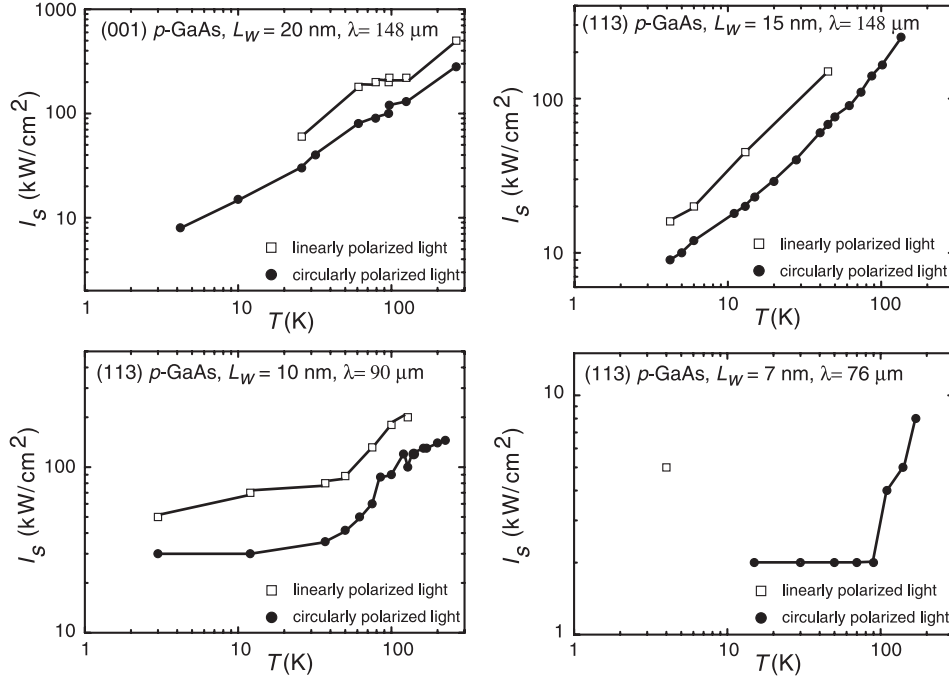 (001) p-GaAs, L_W = 20 nm, λ= 148 μm
I_S (kW/cm²)
1000
100
10
1 10 100
T(K)
□ linearly polarized light
● circularly polarized light
(113) p-GaAs, L_W = 15 nm, λ= 148 μm
I_S (kW/cm²)
100
10
1 10 100
T(K)
□ linearly polarized light
● circularly polarized light
(113) p-GaAs, L_W = 10 nm, λ= 90 μm
I_S (kW/cm²)
100
10
1 10 100
T(K)
□ linearly polarized light
● circularly polarized light
(113) p-GaAs, L_W = 7 nm, λ= 76 μm
I_S (kW/cm²)
10
1
1 10 100
T(K)
□ linearly polarized light
● circularly polarized light